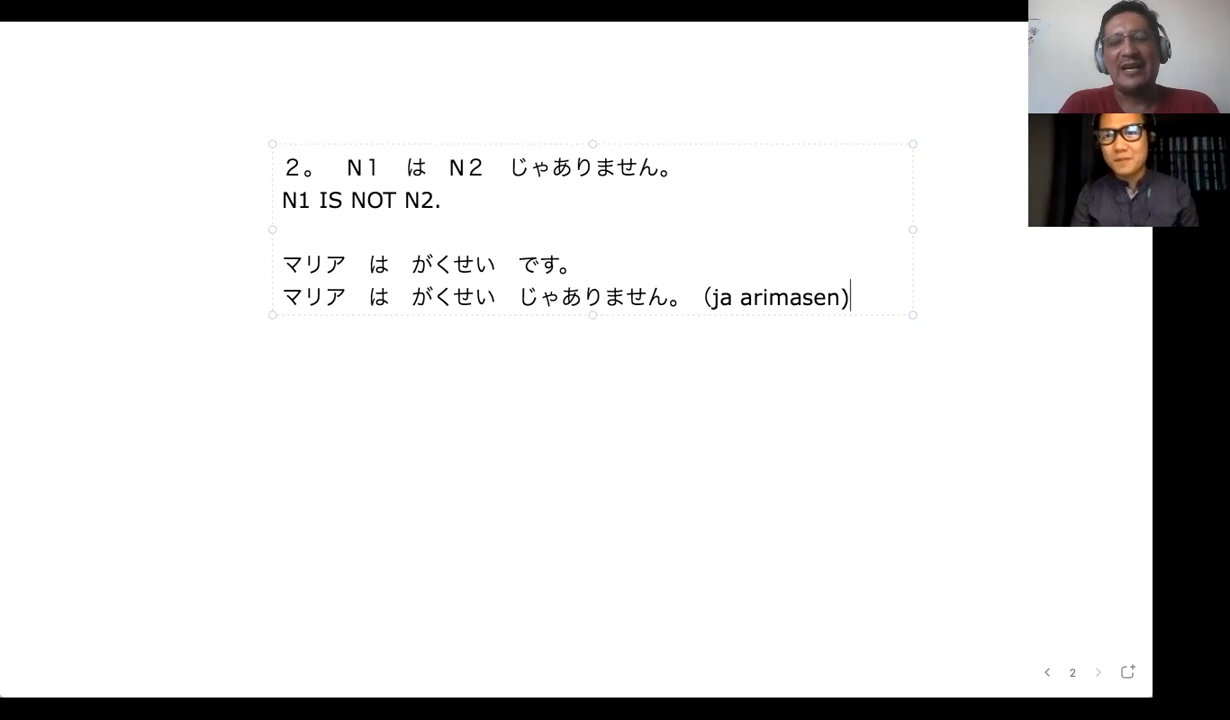 ２。　N１　は　N２　じゃありません。
N1 IS NOT N2.
マリア　は　がくせい　です。
マリア　は　がくせい　じゃありません。（ja arimasen)
2